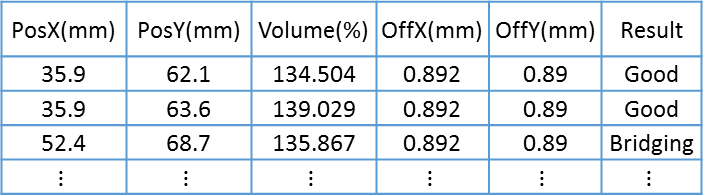 PosX(mm) PosY(mm) Volume(%) OffX(mm) OffY(mm) Result
35.9 62.1 134.504 0.892 0.89 Good
35.9 63.6 139.029 0.892 0.89 Good
52.4 68.7 135.867 0.892 0.89 Bridging
⋮ ⋮ ⋮ ⋮ ⋮ ⋮